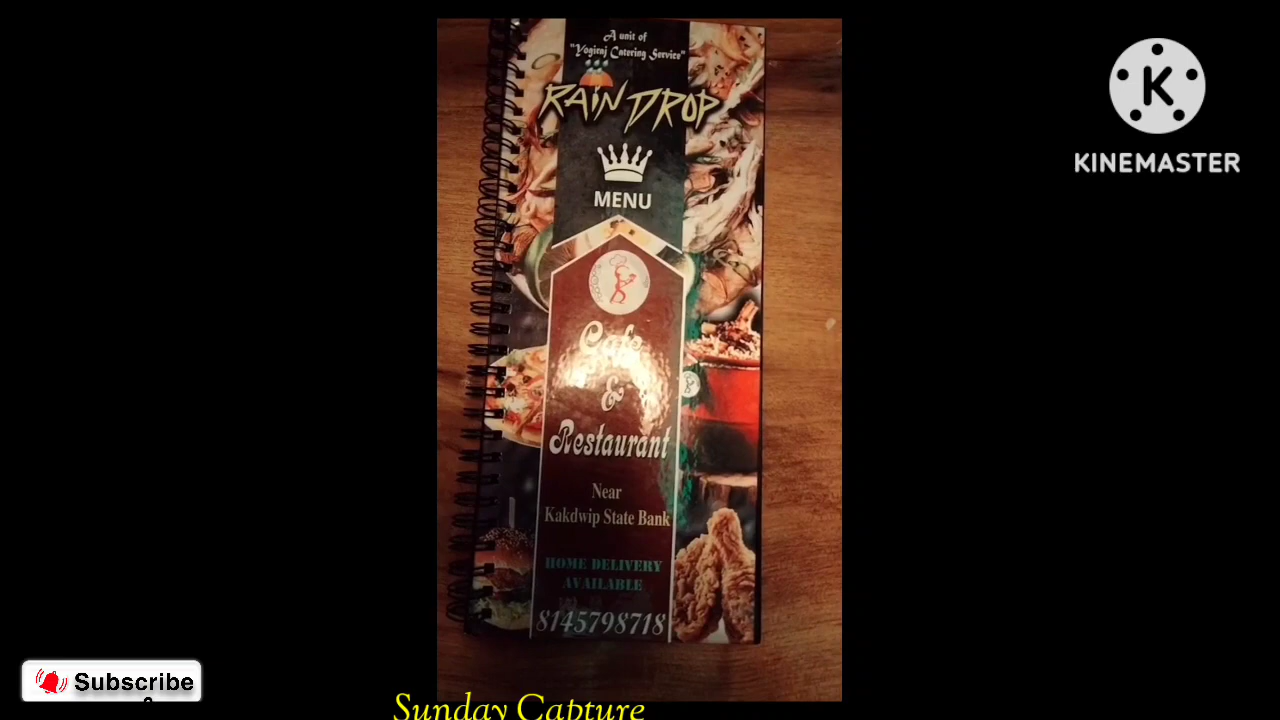 A unit of
"Yogiraj Catering Service"
RAIN DROP
MENU
Cafe
&
Restaurant
Near
Kakdwip State Bank
HOME DELIVERY
AVAILABLE
8145798718
KINEMASTER
Subscribe
Sunday Capture